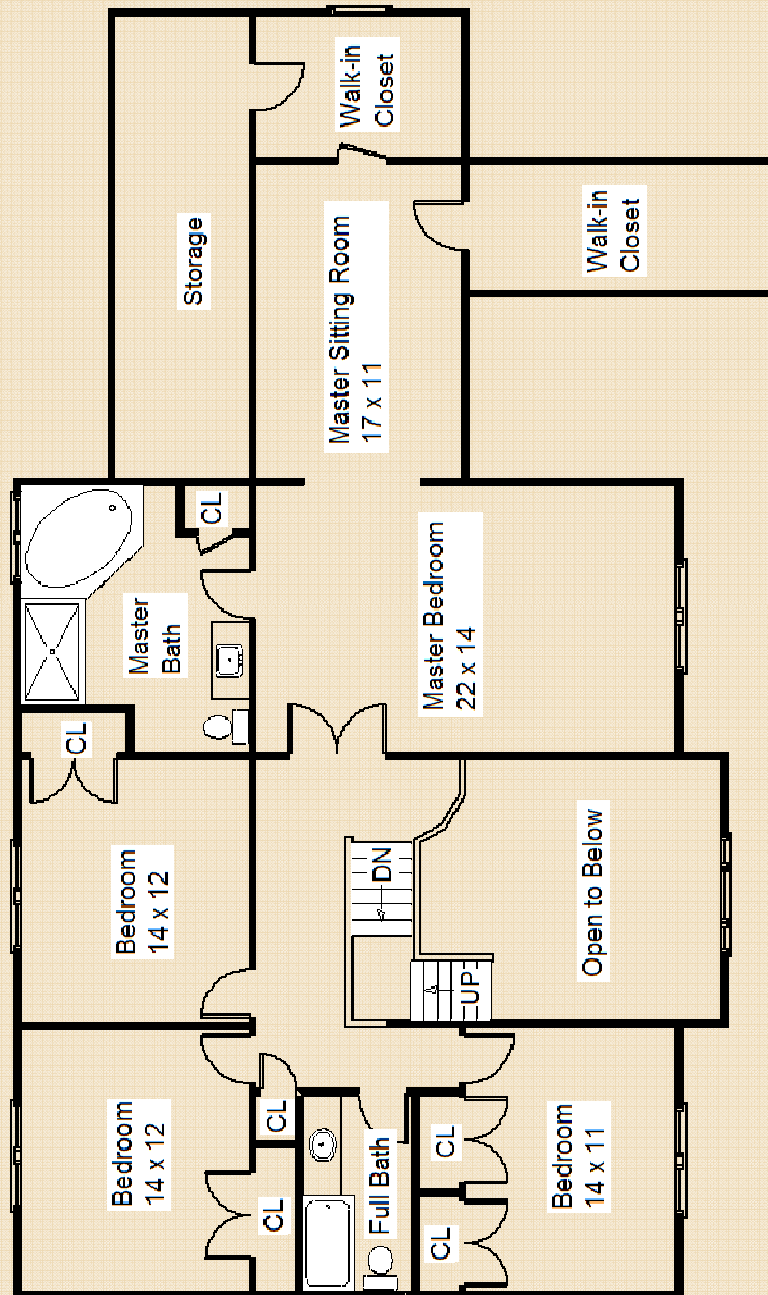 Walk-in
Closet
Walk-in
Closet
Storage
Master Sitting Room
17 x 11
CL
Master
Bath
Master Bedroom
22 x 14
CL
Bedroom
14 x 12
DN
UP
Open to Below
Bedroom
14 x 12
CL
CL
Full Bath
CL
CL
Bedroom
14 x 11